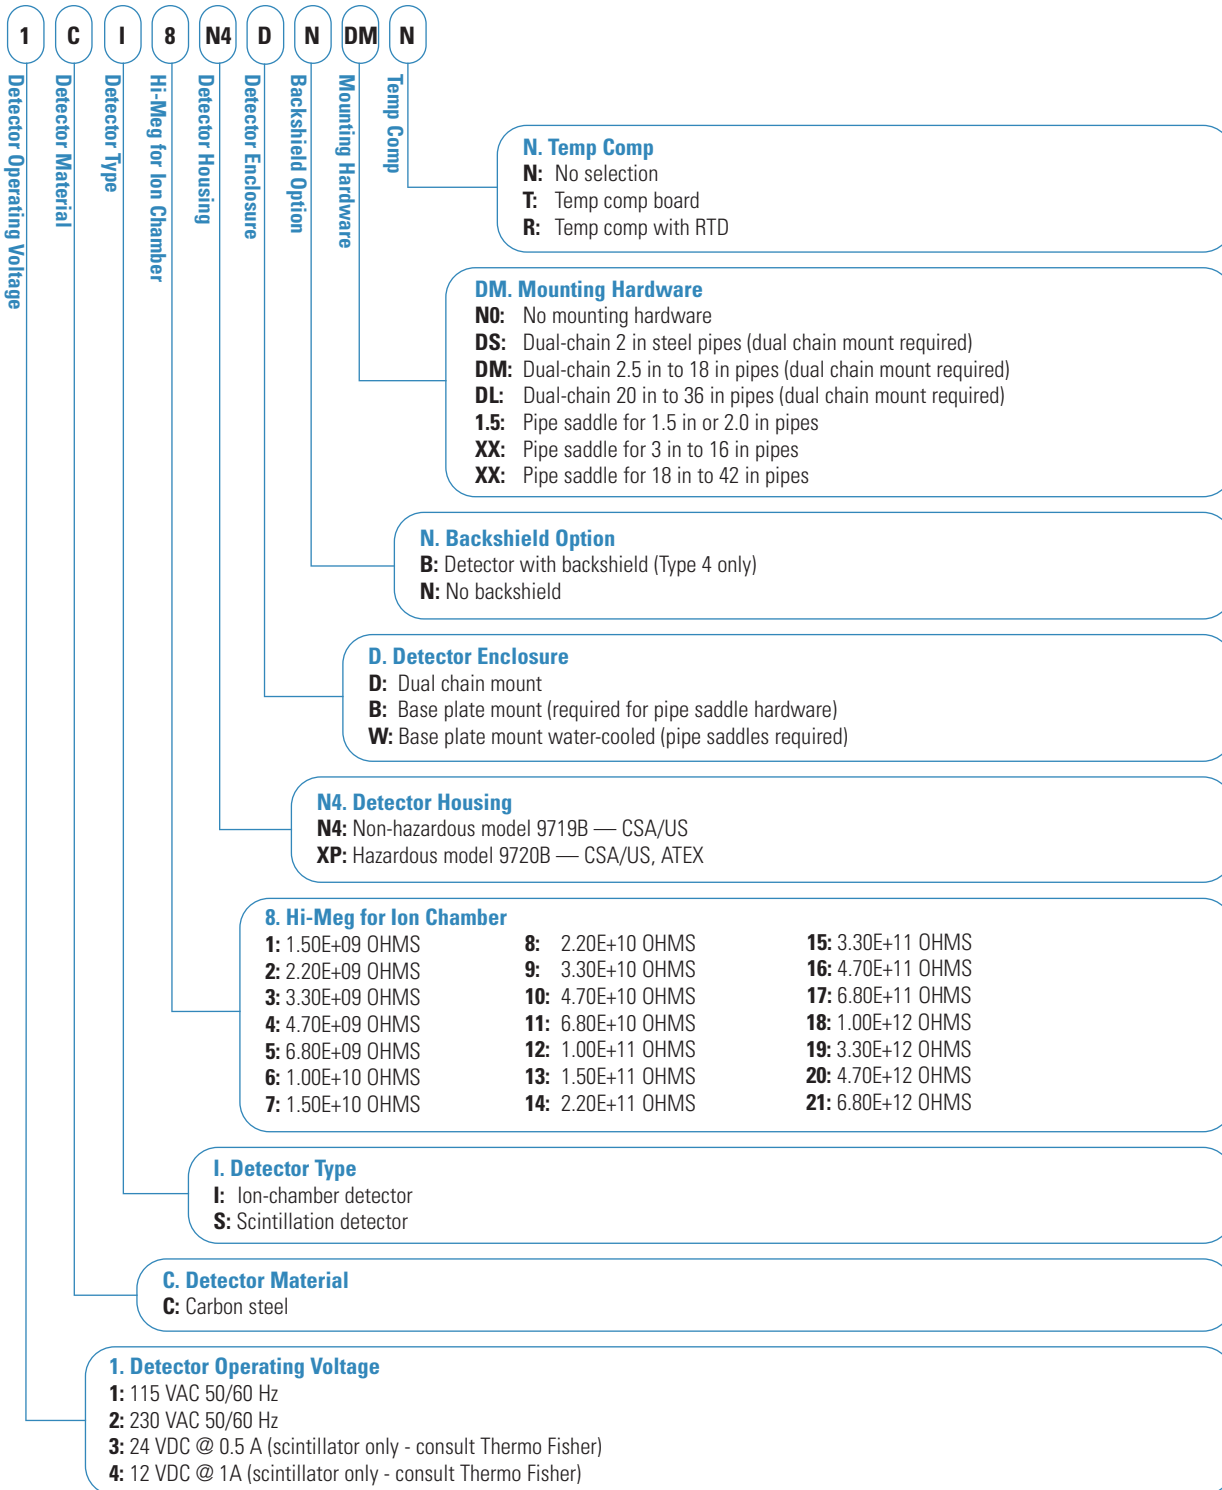 1 C I 8 N4 D N DM N
Detector Operating Voltage
Detector Material
Detector Type
Hi-Meg for Ion Chamber
Detector Housing
Detector Enclosure
Backshield Option
Mounting Hardware
Temp Comp
N. Temp Comp
N: No selection
T: Temp comp board
R: Temp comp with RTD
DM. Mounting Hardware
N0: No mounting hardware
DS: Dual-chain 2 in steel pipes (dual chain mount required)
DM: Dual-chain 2.5 in to 18 in pipes (dual chain mount required)
DL: Dual-chain 20 in to 36 in pipes (dual chain mount required)
1.5: Pipe saddle for 1.5 in or 2.0 in pipes
XX: Pipe saddle for 3 in to 16 in pipes
XX: Pipe saddle for 18 in to 42 in pipes
N. Backshield Option
B: Detector with backshield (Type 4 only)
N: No backshield
D. Detector Enclosure
D: Dual chain mount
B: Base plate mount (required for pipe saddle hardware)
W: Base plate mount water-cooled (pipe saddles required)
N4. Detector Housing
N4: Non-hazardous model 9719B — CSA/US
XP: Hazardous model 9720B — CSA/US, ATEX
8. Hi-Meg for Ion Chamber
1: 1.50E+09 OHMS
2: 2.20E+09 OHMS
3: 3.30E+09 OHMS
4: 4.70E+09 OHMS
5: 6.80E+09 OHMS
6: 1.00E+10 OHMS
7: 1.50E+10 OHMS
8: 2.20E+10 OHMS
9: 3.30E+10 OHMS
10: 4.70E+10 OHMS
11: 6.80E+10 OHMS
12: 1.00E+11 OHMS
13: 1.50E+11 OHMS
14: 2.20E+11 OHMS
15: 3.30E+11 OHMS
16: 4.70E+11 OHMS
17: 6.80E+11 OHMS
18: 1.00E+12 OHMS
19: 3.30E+12 OHMS
20: 4.70E+12 OHMS
21: 6.80E+12 OHMS
I. Detector Type
I: Ion-chamber detector
S: Scintillation detector
C. Detector Material
C: Carbon steel
1. Detector Operating Voltage
1: 115 VAC 50/60 Hz
2: 230 VAC 50/60 Hz
3: 24 VDC @ 0.5 A (scintillator only - consult Thermo Fisher)
4: 12 VDC @ 1A (scintillator only - consult Thermo Fisher)